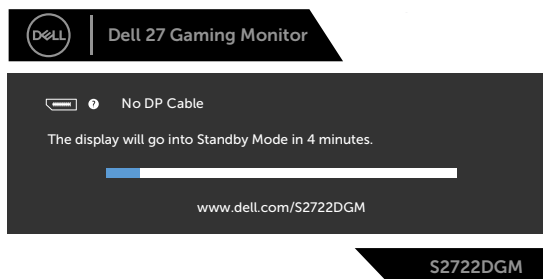 DELL
Dell 27 Gaming Monitor
? No DP Cable
The display will go into Standby Mode in 4 minutes.
www.dell.com/S2722DGM
S2722DGM